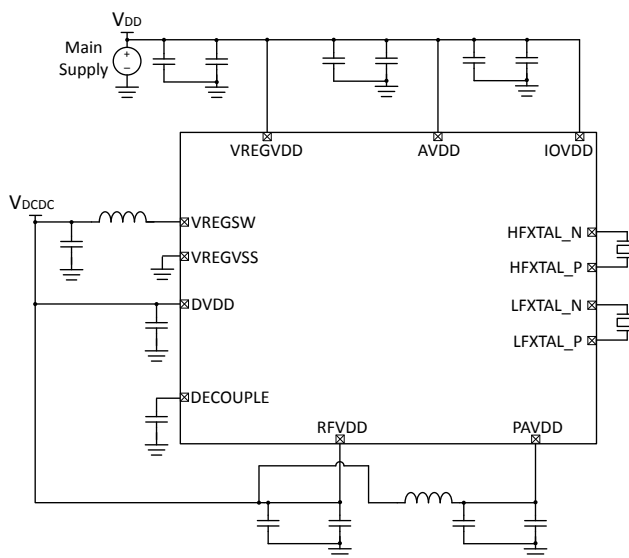 VDD
Main
Supply
+
−
VREGVDD
AVDD
IOVDD
VDCDC
VREGSW
HFXTAL_N
VREGVSS
HFXTAL_P
DVDD
LFXTAL_N
LFXTAL_P
DECOUPLE
RFVDD
PAVDD